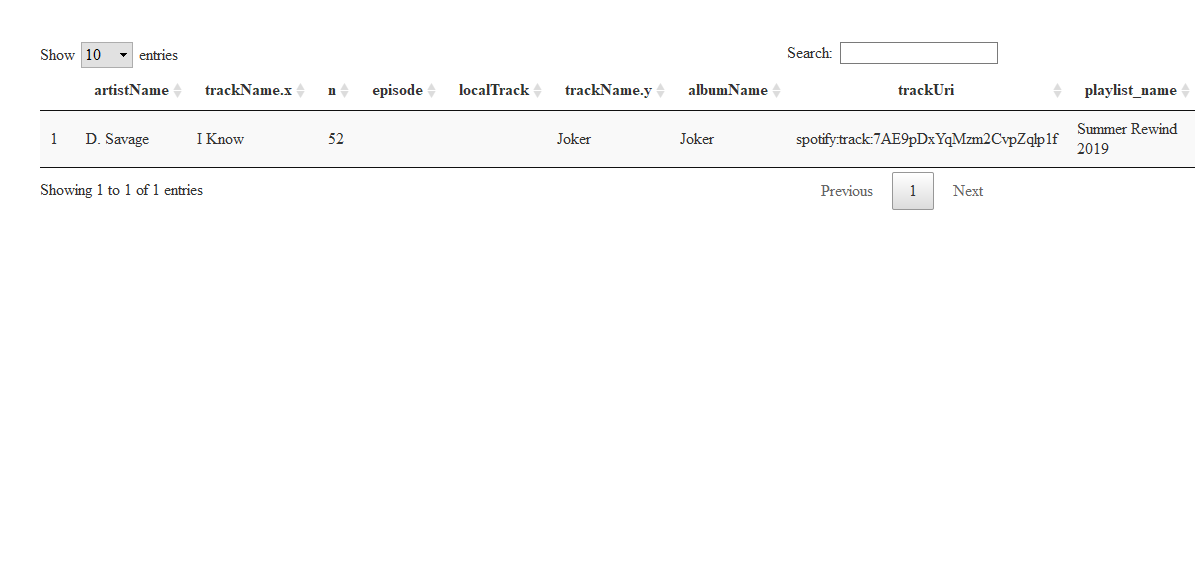 Show 10 entries Search:
artistName trackName.x n episode localTrack trackName.y albumName trackUri playlist_name
1 D. Savage I Know 52 Joker Joker spotify:track:7AE9pDxYqMzm2CvpZqlp1f Summer Rewind
2019
Showing 1 to 1 of 1 entries Previous 1 Next